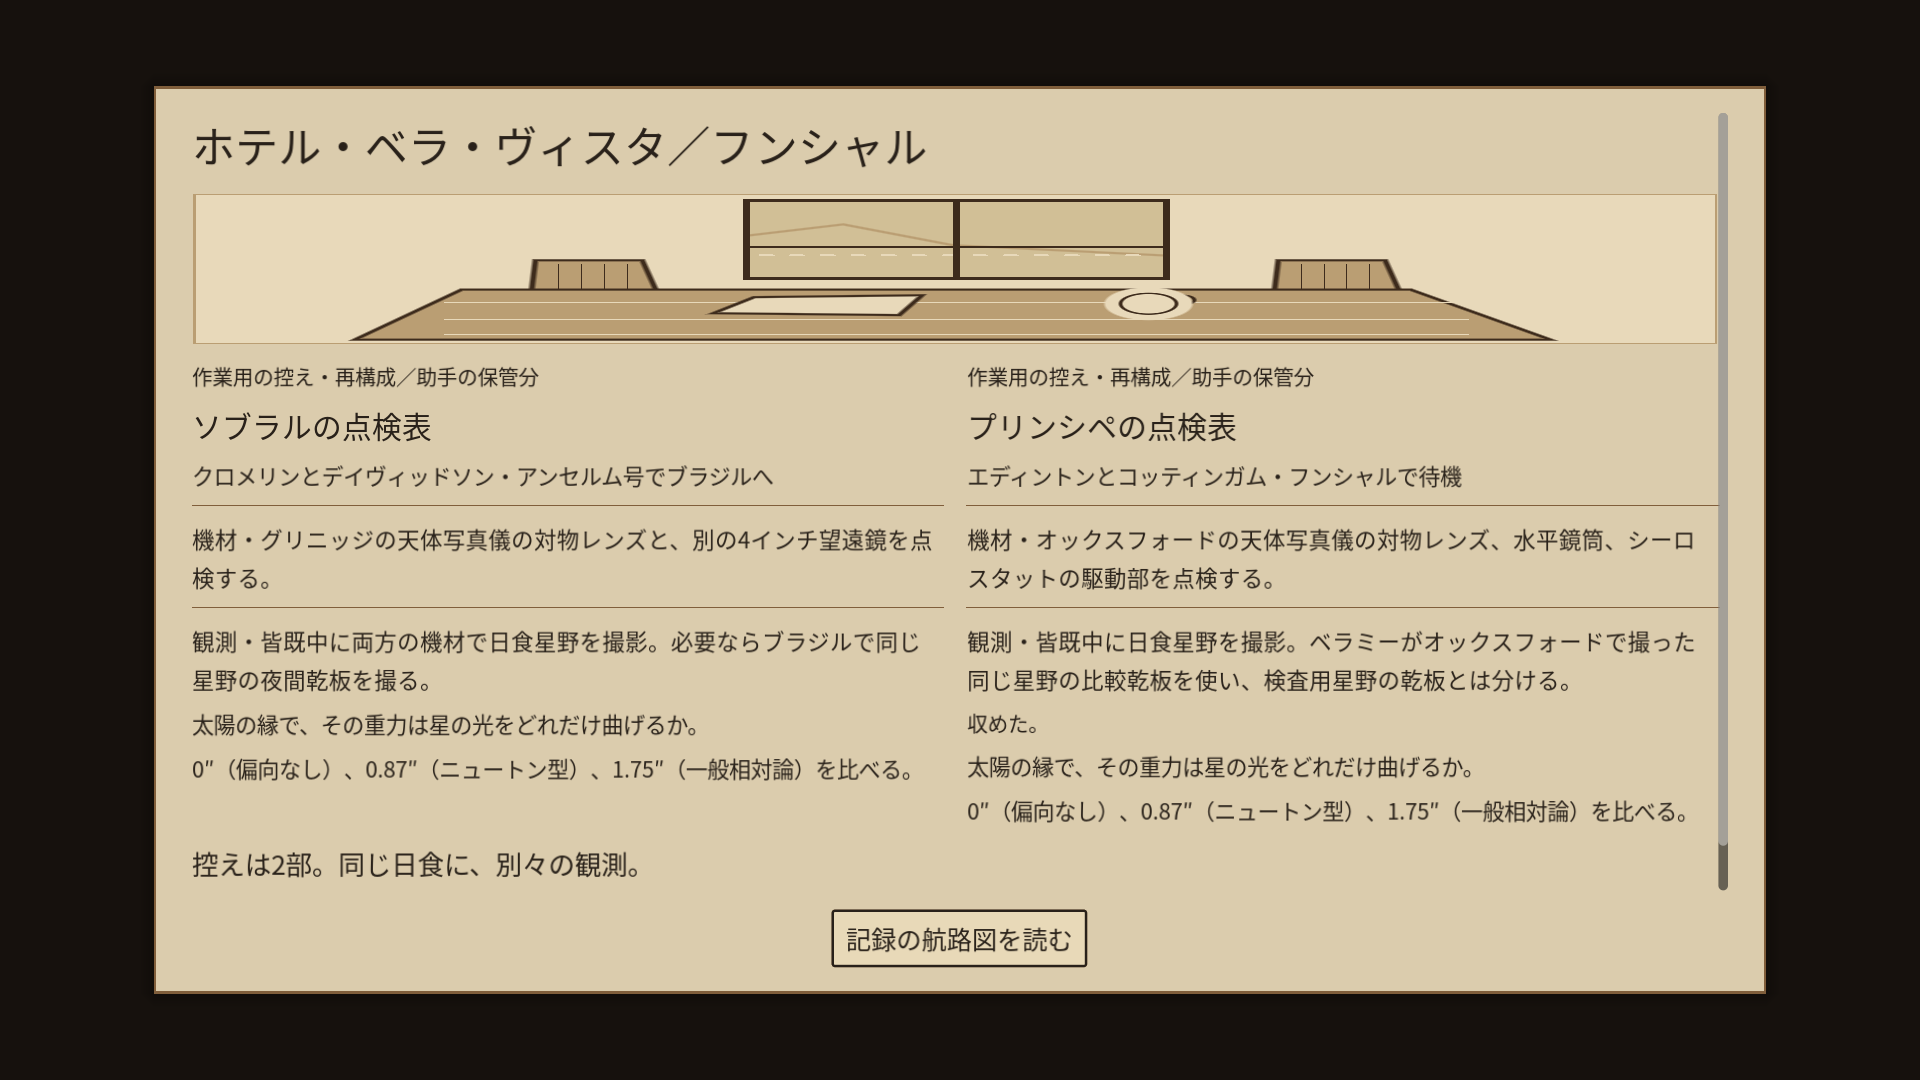 ホテル・ベラ・ヴィスタ／フンシャル
作業用の控え・再構成／助手の保管分
ソブラルの点検表
クロメリンとデイヴィッドソン・アンセルム号でブラジルへ
機材・グリニッジの天体写真儀の対物レンズと、別の4インチ望遠鏡を点
検する。
観測・皆既中に両方の機材で日食星野を撮影。必要ならブラジルで同じ
星野の夜間乾板を撮る。
太陽の縁で、その重力は星の光をどれだけ曲げるか。
0″（偏向なし）、0.87″（ニュートン型）、1.75″（一般相対論）を比べる。
作業用の控え・再構成／助手の保管分
プリンシペの点検表
エディントンとコッティンガム・フンシャルで待機
機材・オックスフォードの天体写真儀の対物レンズ、水平鏡筒、シーロ
スタットの駆動部を点検する。
観測・皆既中に日食星野を撮影。ベラミーがオックスフォードで撮った
同じ星野の比較乾板を使い、検査用星野の乾板とは分ける。
収めた。
太陽の縁で、その重力は星の光をどれだけ曲げるか。
0″（偏向なし）、0.87″（ニュートン型）、1.75″（一般相対論）を比べる。
控えは2部。同じ日食に、別々の観測。
記録の航路図を読む